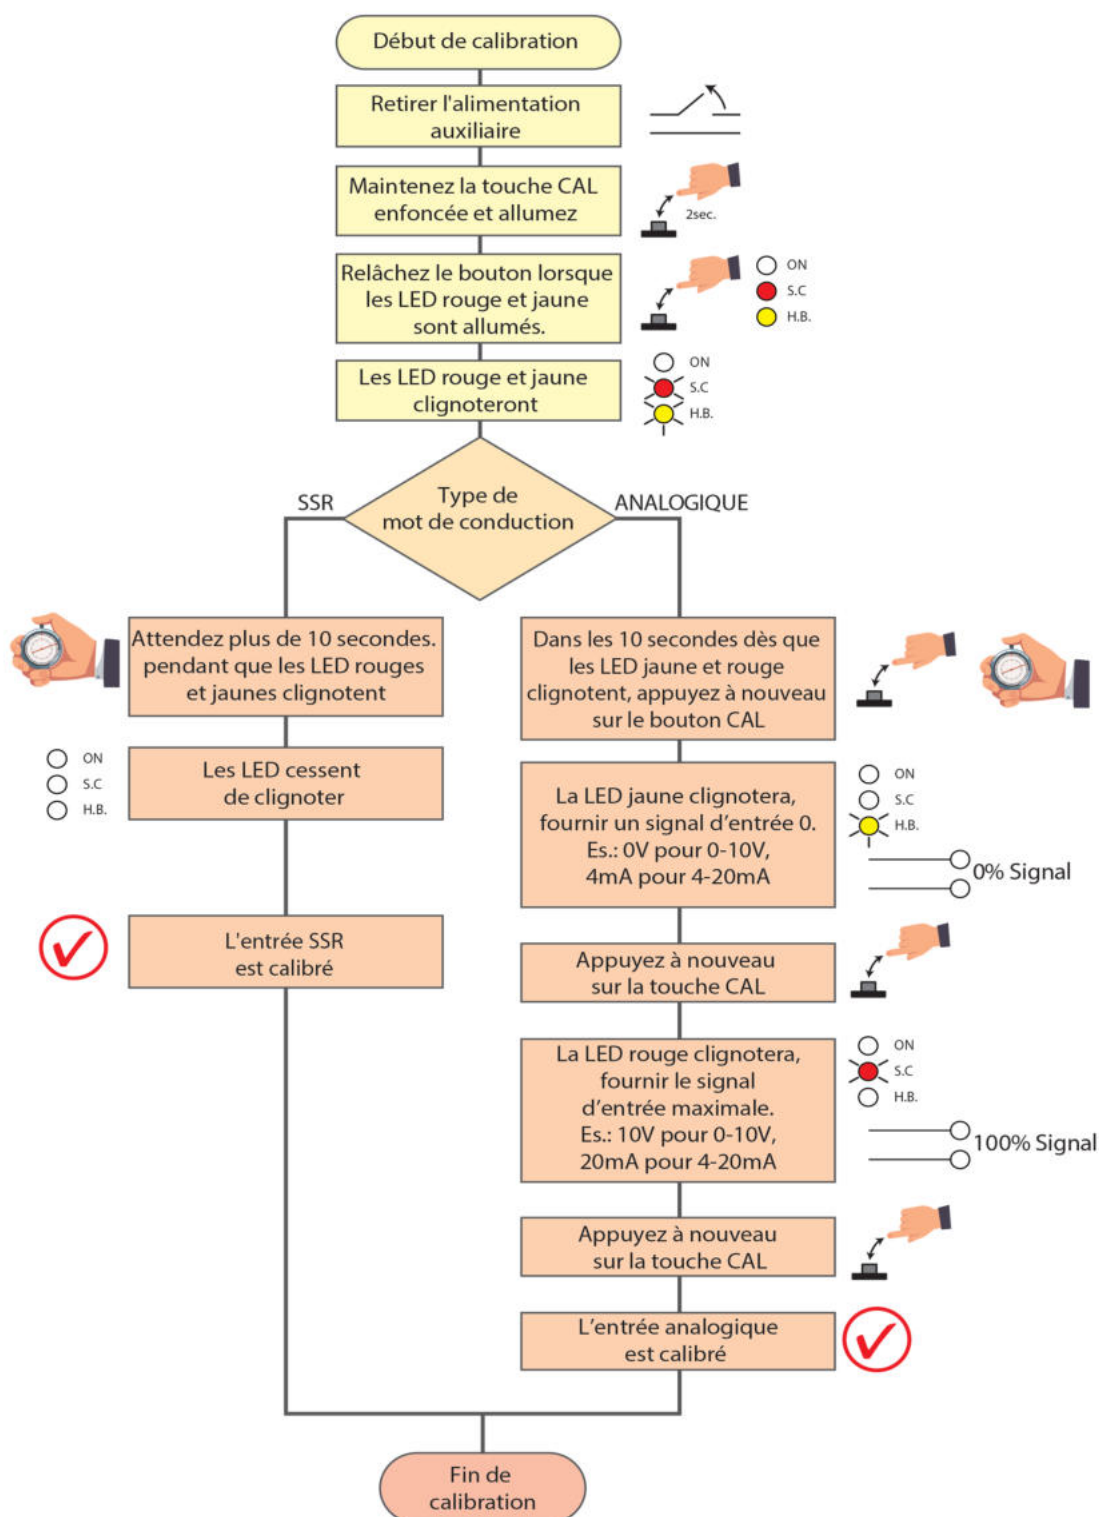 Début de calibration
Retirer l'alimentation
auxiliaire
Maintenez la touche CAL
enfoncée et allumez
2sec.
Relâchez le bouton lorsque
les LED rouge et jaune
sont allumés.
ON
S.C
H.B.
Les LED rouge et jaune
clignoteront
ON
S.C
H.B.
Type de
mot de conduction
SSR
ANALOGIQUE
Attendez plus de 10 secondes.
pendant que les LED rouges
et jaunes clignotent
Les LED cessent
de clignoter
ON
S.C
H.B.
L'entrée SSR
est calibré
Dans les 10 secondes dès que
les LED jaune et rouge
clignotent, appuyez à nouveau
sur le bouton CAL
La LED jaune clignotera,
fournir un signal d’entrée 0.
Es.: 0V pour 0-10V,
4mA pour 4-20mA
ON
S.C
H.B.
0% Signal
Appuyez à nouveau
sur la touche CAL
La LED rouge clignotera,
fournir le signal
d’entrée maximale.
Es.: 10V pour 0-10V,
20mA pour 4-20mA
ON
S.C
H.B.
100% Signal
Appuyez à nouveau
sur la touche CAL
L’entrée analogique
est calibré
Fin de
calibration